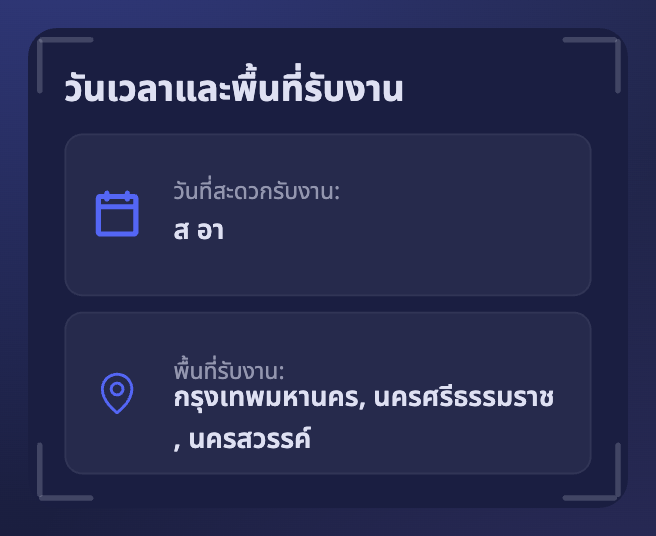 วันเวลาและพื้นที่รับงาน
วันที่สะดวกรับงาน:
ส อา
พื้นที่รับงาน:
กรุงเทพมหานคร, นครศรีธรรมราช
, นครสวรรค์